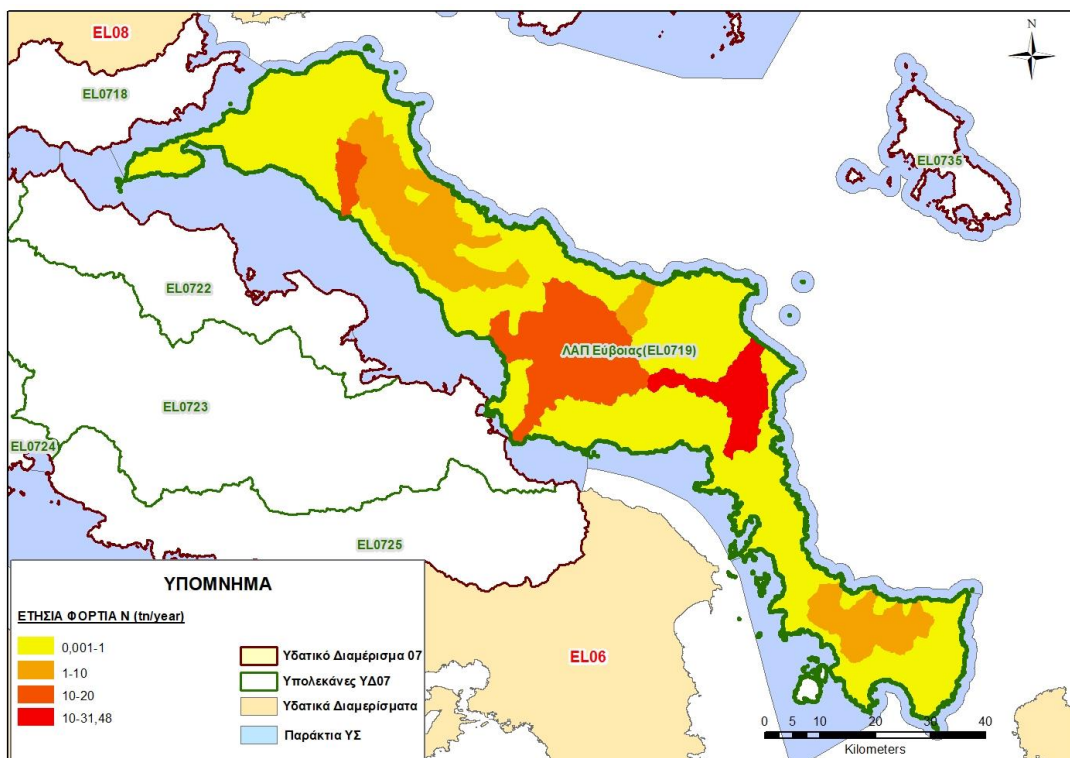 EL08
N
EL0718
EL0735
EL0722
ΛΑΠ Εύβοιας(EL0719)
EL0723
EL0724
EL0725
ΥΠΟΜΝΗΜΑ
ΕΤΗΣΙΑ ΦΟΡΤΙΑ Ν (tn/year)
0,001-1
1-10
10-20
10-31,48
Υδατικό Διαμέρισμα 07
Υπολεκάνες ΥΔ07
Υδατικά Διαμερίσματα
Παράκτια ΥΣ
EL06
0 5 10 20 30 40
Kilometers